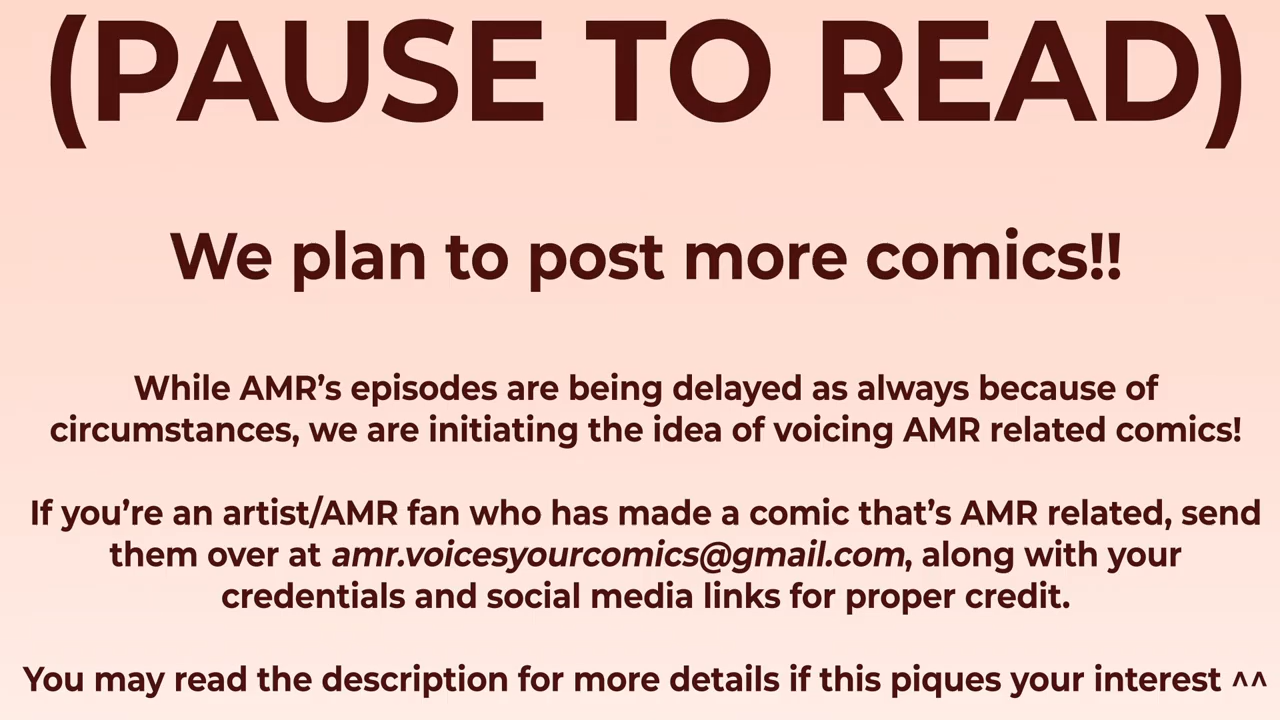 (PAUSE TO READ)
We plan to post more comics!!
While AMR’s episodes are being delayed as always because of
circumstances, we are initiating the idea of voicing AMR related comics!
If you’re an artist/AMR fan who has made a comic that’s AMR related, send
them over at amr.voicesyourcomics@gmail.com, along with your
credentials and social media links for proper credit.
You may read the description for more details if this piques your interest ^^